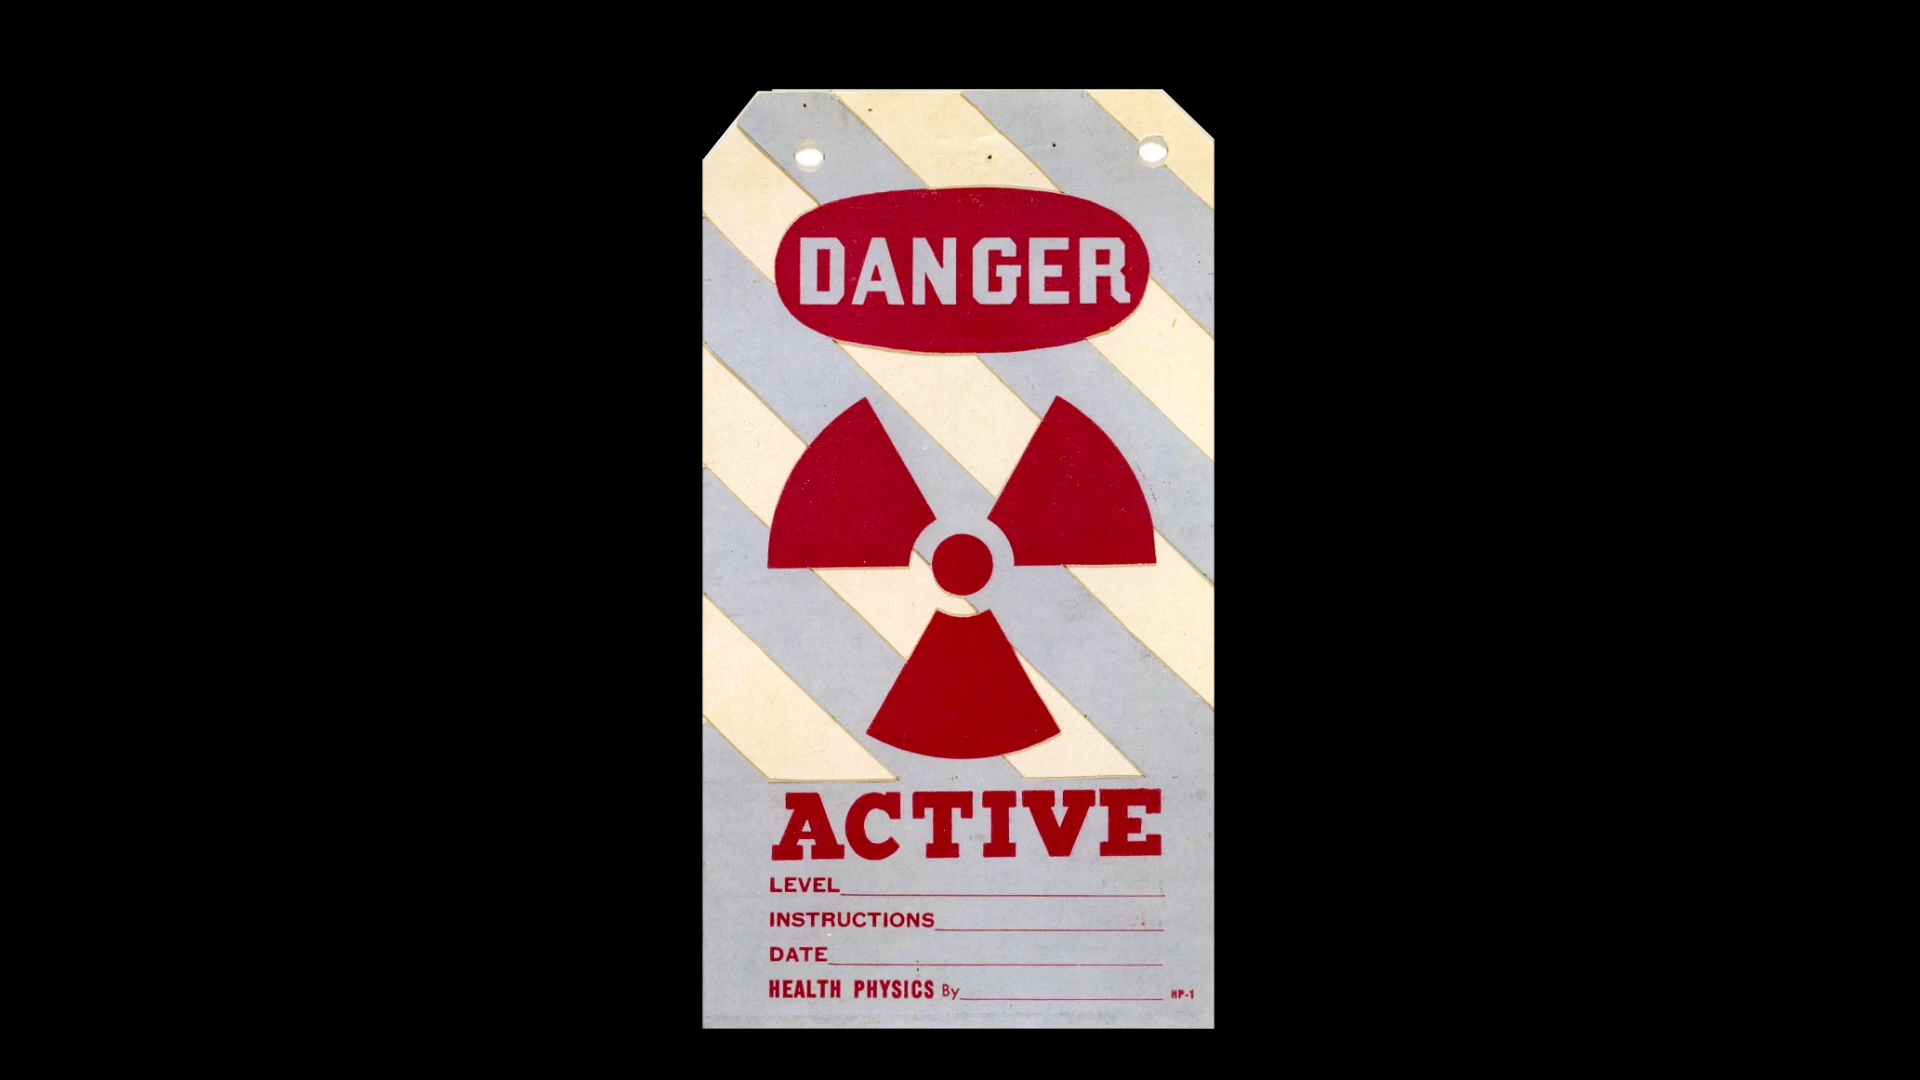 DANGER
ACTIVE
LEVEL
INSTRUCTIONS
DATE
HEALTH PHYSICS By HP-1